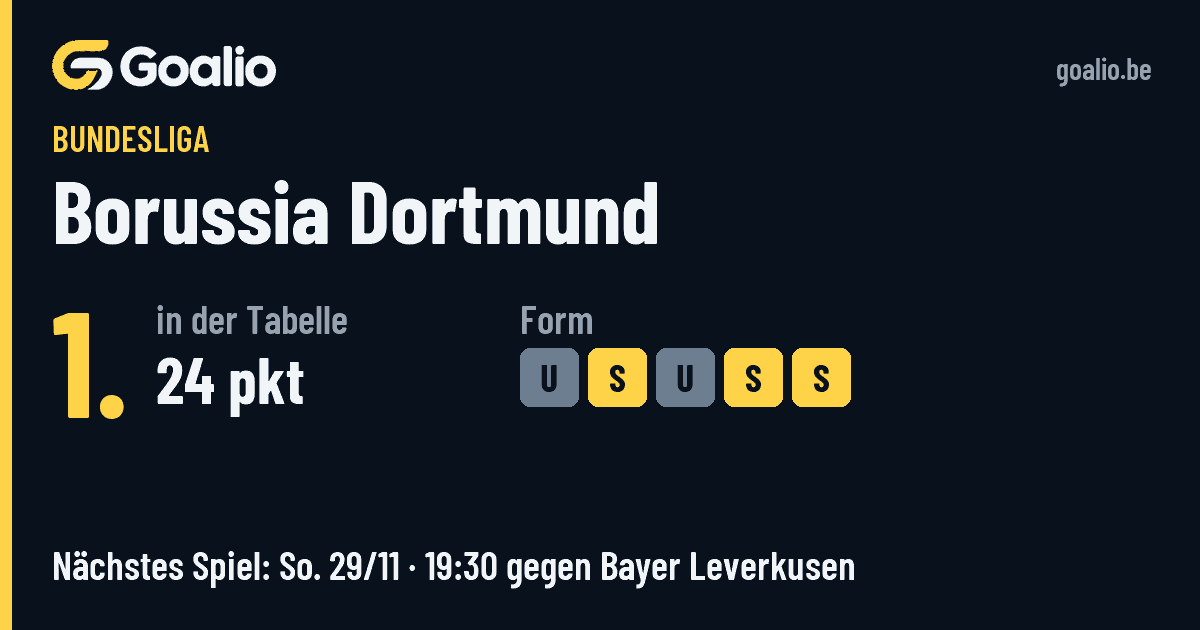 Goalio
goalio.be
BUNDESLIGA
Borussia Dortmund
1.
in der Tabelle
24 pkt
Form
U S U S S
Nächstes Spiel: So. 29/11 · 19:30 gegen Bayer Leverkusen